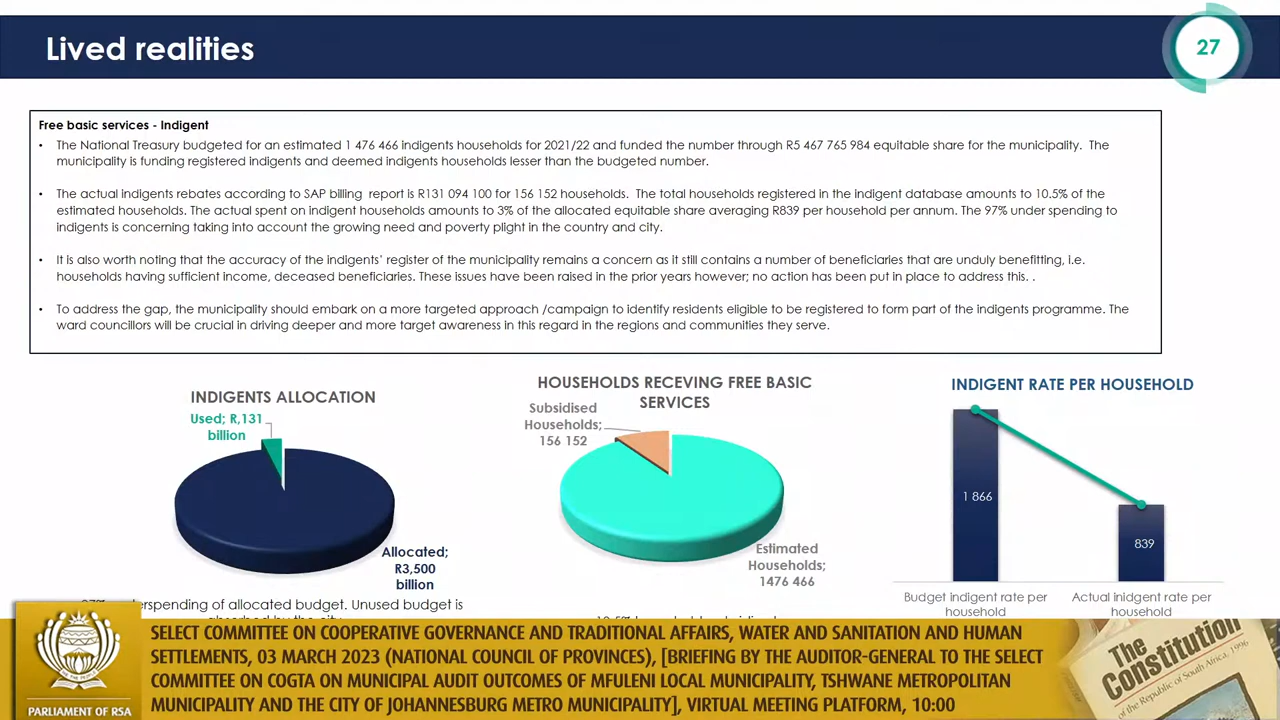 Lived realities
27
Free basic services - Indigent
• The National Treasury budgeted for an estimated 1 476 466 indigents households for 2021/22 and funded the number through R5 467 765 984 equitable share for the municipality. The
municipality is funding registered indigents and deemed indigents households lesser than the budgeted number.
• The actual indigents rebates according to SAP billing report is R131 094 100 for 156 152 households. The total households registered in the indigent database amounts to 10.5% of the
estimated households. The actual spent on indigent households amounts to 3% of the allocated equitable share averaging R839 per household per annum. The 97% under spending to
indigents is concerning taking into account the growing need and poverty plight in the country and city.
• It is also worth noting that the accuracy of the indigents' register of the municipality remains a concern as it still contains a number of beneficiaries that are unduly benefitting, i.e.
households having sufficient income, deceased beneficiaries. These issues have been raised in the prior years however; no action has been put in place to address this. .
• To address the gap, the municipality should embark on a more targeted approach /campaign to identify residents eligible to be registered to form part of the indigents programme. The
ward councillors will be crucial in driving deeper and more target awareness in this regard in the regions and communities they serve.
INDIGENTS ALLOCATION
Used; R,131
billion
Allocated;
R3,500
billion
of allocated budget. Unused budget is
HOUSEHOLDS RECEVING FREE BASIC
SERVICES
Subsidised
Households;
156 152
Estimated
Households;
1476 466
INDIGENT RATE PER HOUSEHOLD
1 866
839
Budget indigent rate per
household
Actual inidgent rate per
household
SELECT COMMITTEE ON COOPERATIVE GOVERNANCE AND TRADITIONAL AFFAIRS, WATER AND SANITATION AND HUMAN
SETTLEMENTS, 03 MARCH 2023 (NATIONAL COUNCIL OF PROVINCES), [BRIEFING BY THE AUDITOR-GENERAL TO THE SELECT
COMMITTEE ON COGTA ON MUNICIPAL AUDIT OUTCOMES OF MFULENI LOCAL MUNICIPALITY, TSHWANE METROPOLITAN
MUNICIPALITY AND THE CITY OF JOHANNESBURG METRO MUNICIPALITY], VIRTUAL MEETING PLATFORM, 10:00
PARLIAMENT OF RSA
The
Constitution
of the Republic of South Africa, 1996